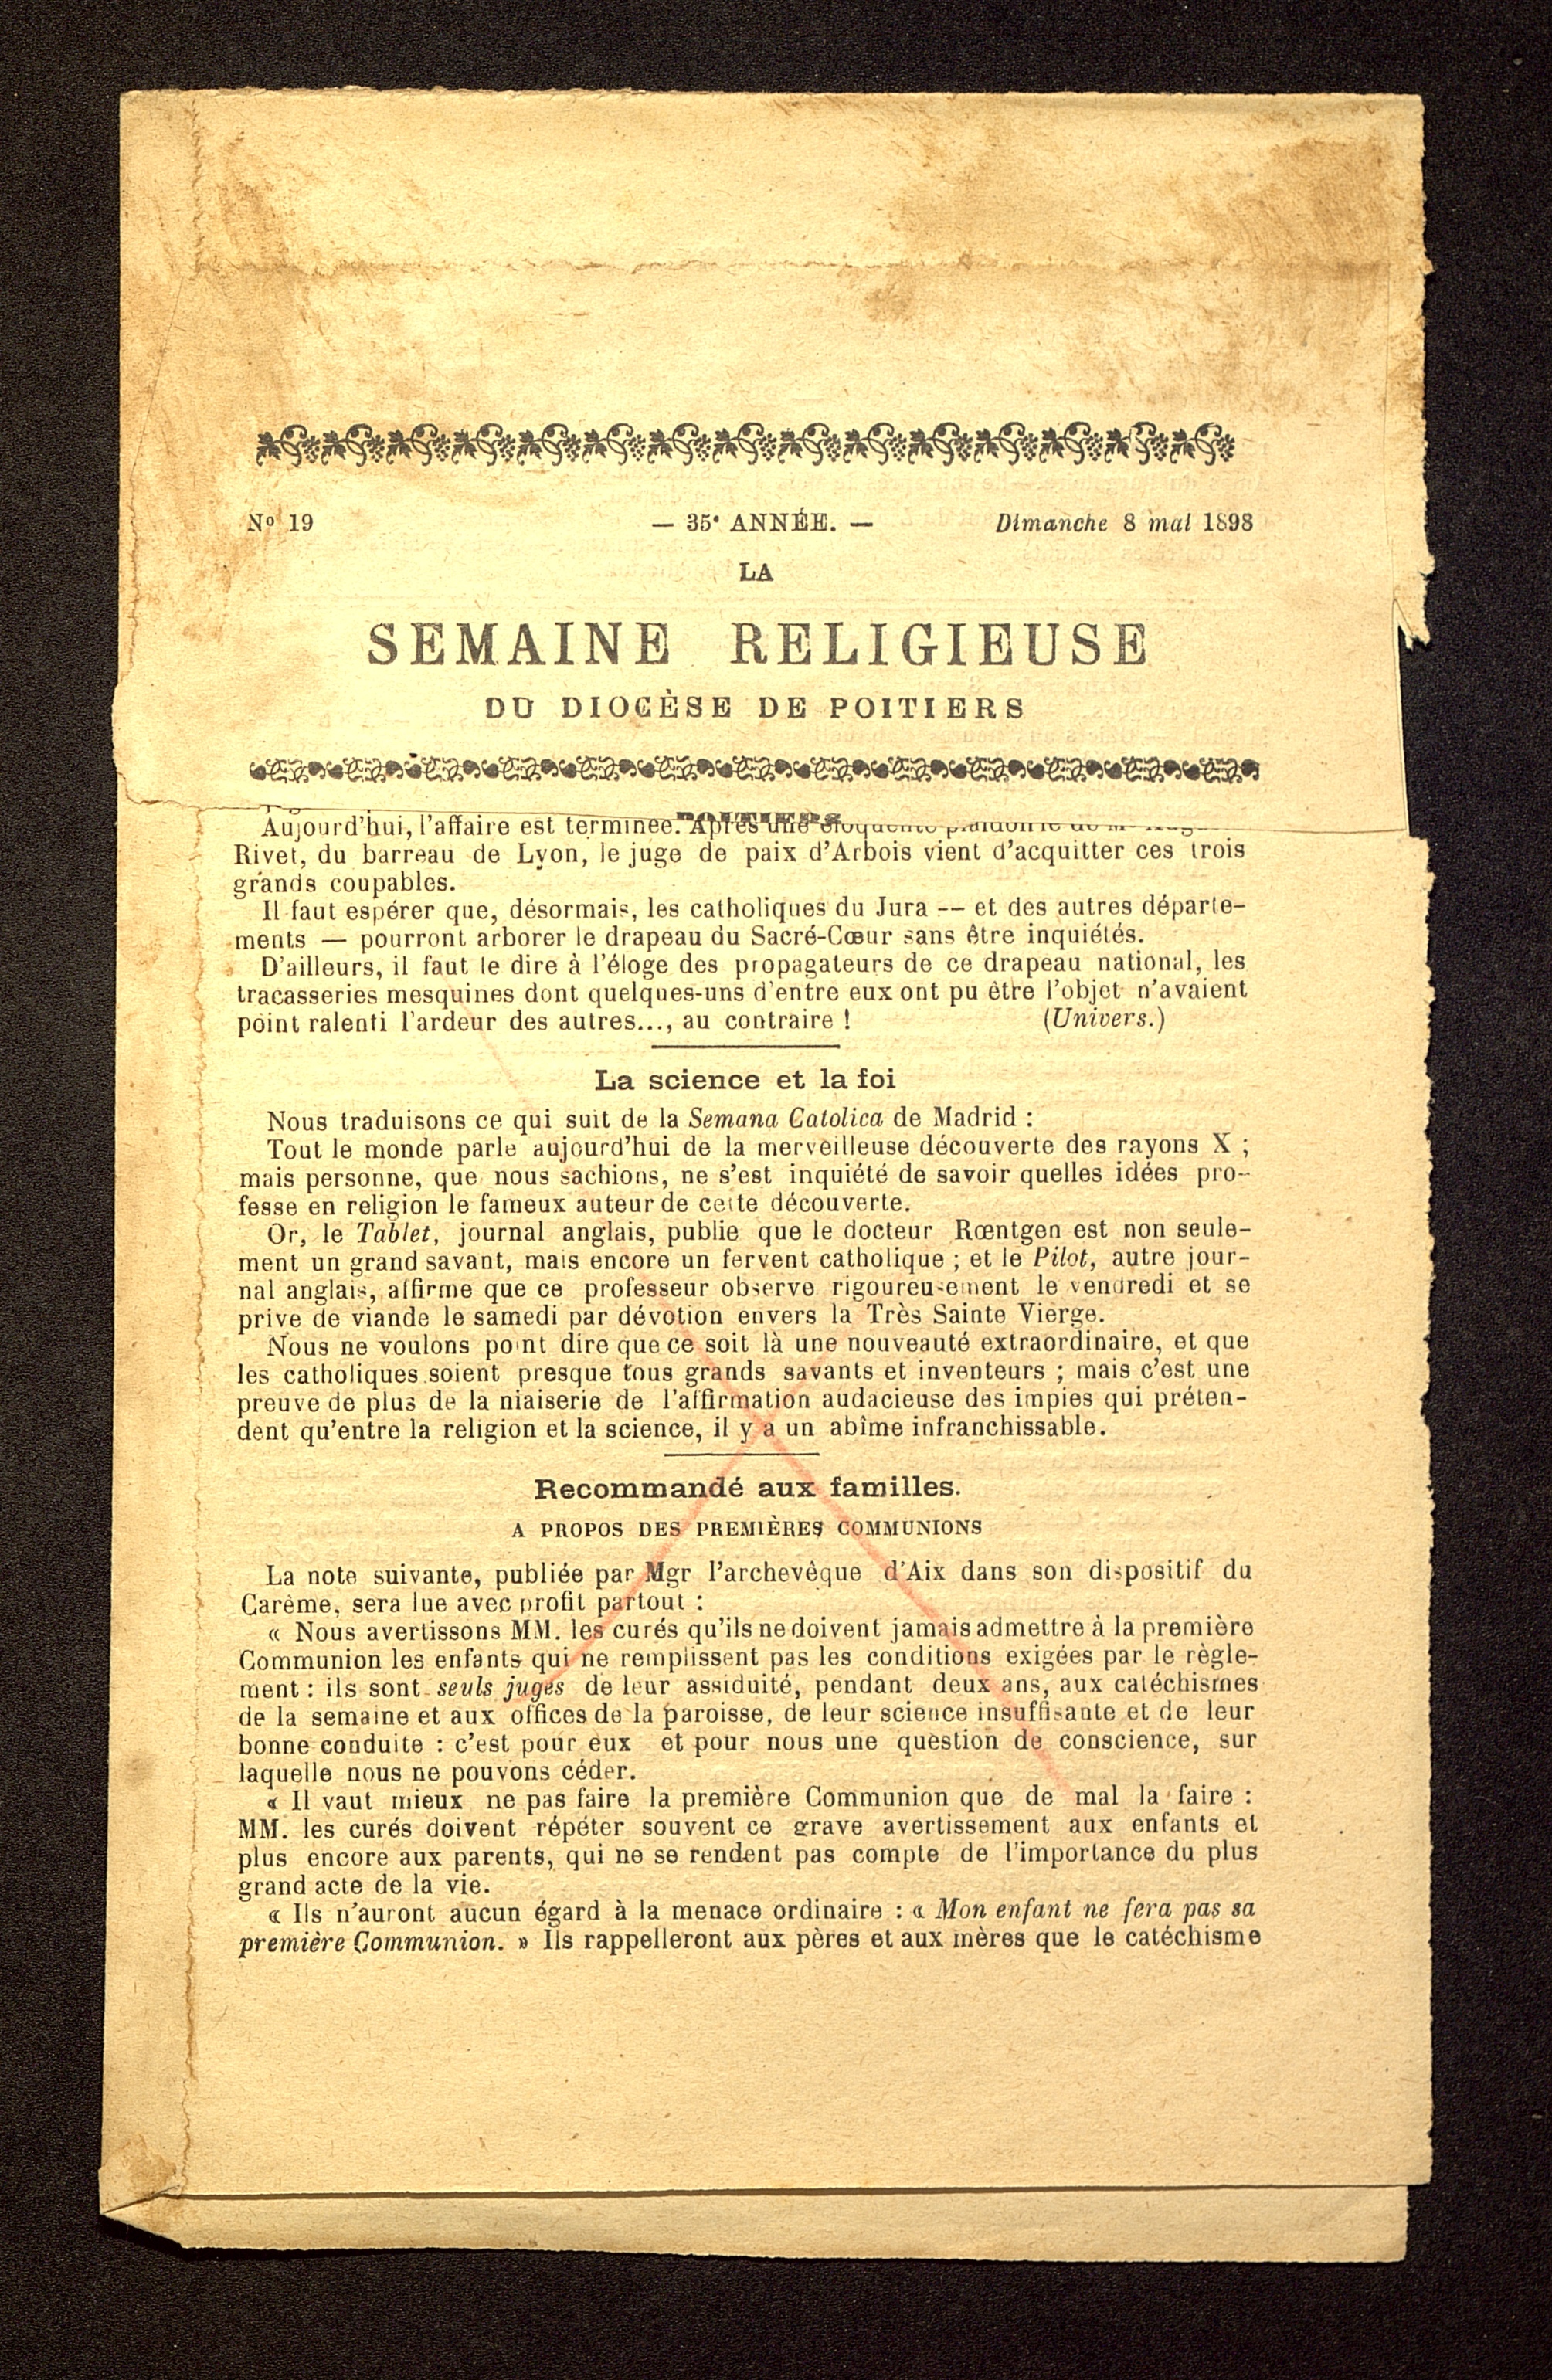 Nº 19 — 35e ANNÉE. — Dimanche 8 mai 1898
LA
SEMAINE RELIGIEUSE
DU DIOCÈSE DE POITIERS
Aujourd'hui, l'affaire est terminée. Après une éloquente plaidoirie de
Rivet, du barreau de Lyon, le juge de paix d'Arbois vient d'acquitter ces trois
grands coupables.
Il faut espérer que, désormais, les catholiques du Jura -- et des autres départe-
ments — pourront arborer le drapeau du Sacré-Cœur sans être inquiétés.
D'ailleurs, il faut le dire à l'éloge des propagateurs de ce drapeau national, les
tracasseries mesquines dont quelques-uns d'entre eux ont pu être l'objet n'avaient
point ralenti l'ardeur des autres..., au contraire ! (Univers.)
La science et la foi
Nous traduisons ce qui suit de la Semana Catolica de Madrid :
Tout le monde parle aujourd'hui de la merveilleuse découverte des rayons X ;
mais personne, que nous sachions, ne s'est inquiété de savoir quelles idées pro-
fesse en religion le fameux auteur de cette découverte.
Or, le Tablet, journal anglais, publie que le docteur Rœntgen est non seule-
ment un grand savant, mais encore un fervent catholique ; et le Pilot, autre jour-
nal anglais, affirme que ce professeur observe rigoureusement le vendredi et se
prive de viande le samedi par dévotion envers la Très Sainte Vierge.
Nous ne voulons point dire que ce soit là une nouveauté extraordinaire, et que
les catholiques soient presque tous grands savants et inventeurs ; mais c'est une
preuve de plus de la niaiserie de l'affirmation audacieuse des impies qui préten-
dent qu'entre la religion et la science, il y a un abîme infranchissable.
Recommandé aux familles.
A PROPOS DES PREMIÈRES COMMUNIONS
La note suivante, publiée par Mgr l'archevêque d'Aix dans son dispositif du
Carême, sera lue avec profit partout :
« Nous avertissons MM. les curés qu'ils ne doivent jamais admettre à la première
Communion les enfants qui ne remplissent pas les conditions exigées par le règle-
ment : ils sont seuls juges de leur assiduité, pendant deux ans, aux catéchismes
de la semaine et aux offices de la paroisse, de leur science insuffisante et de leur
bonne conduite : c'est pour eux et pour nous une question de conscience, sur
laquelle nous ne pouvons céder.
« Il vaut mieux ne pas faire la première Communion que de mal la faire :
MM. les curés doivent répéter souvent ce grave avertissement aux enfants et
plus encore aux parents, qui ne se rendent pas compte de l'importance du plus
grand acte de la vie.
« Ils n'auront aucun égard à la menace ordinaire : « Mon enfant ne fera pas sa
première Communion. » Ils rappelleront aux pères et aux mères que le catéchisme